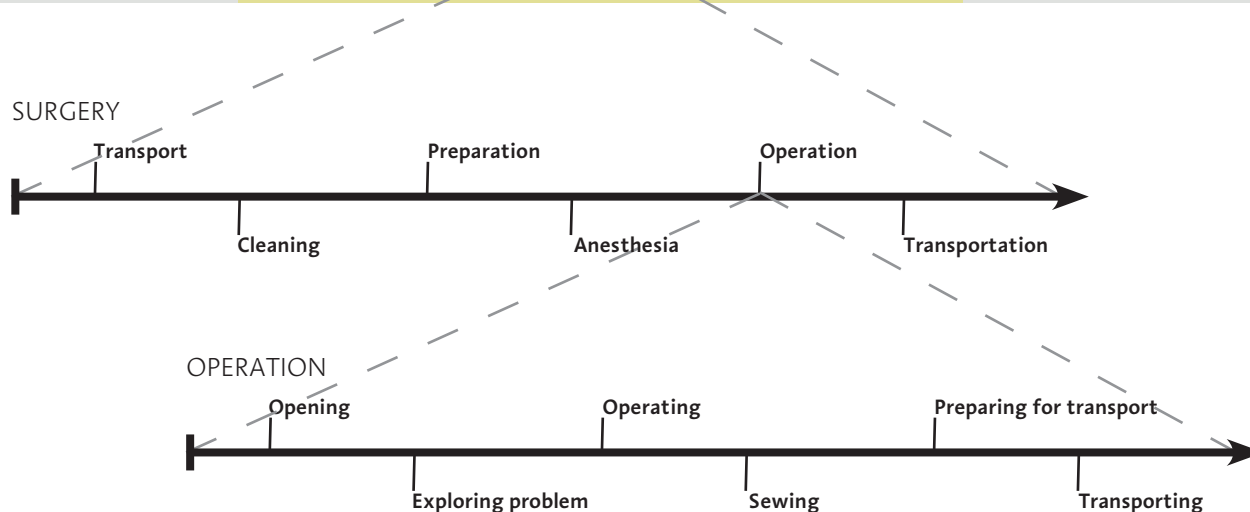 SURGERY
Transport
Preparation
Operation
Cleaning
Anesthesia
Transportation
OPERATION
Opening
Operating
Preparing for transport
Exploring problem
Sewing
Transporting